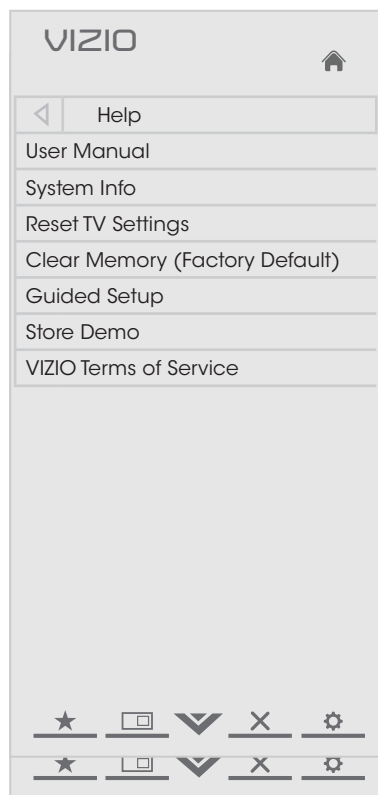 VIZIO
Help
User Manual
System Info
Reset TV Settings
Clear Memory (Factory Default)
Guided Setup
Store Demo
VIZIO Terms of Service